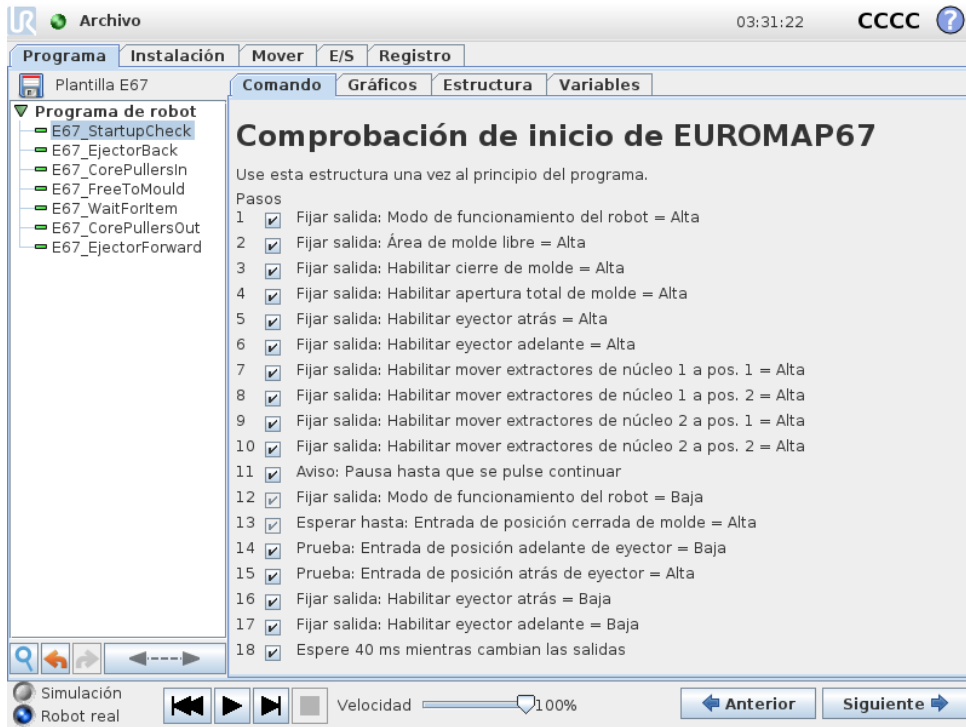 UR Archivo 03:31:22 CCCC ?
Programa Instalación Mover E/S Registro
Plantilla E67 Comando Gráficos Estructura Variables
Programa de robot
E67_StartupCheck
E67_EjectorBack
E67_CorePullersIn
E67_FreeToMould
E67_WaitForItem
E67_CorePullersOut
E67_EjectorForward
Comprobación de inicio de EUROMAP67
Use esta estructura una vez al principio del programa.
Pasos
1 Fijar salida: Modo de funcionamiento del robot = Alta
2 Fijar salida: Área de molde libre = Alta
3 Fijar salida: Habilitar cierre de molde = Alta
4 Fijar salida: Habilitar apertura total de molde = Alta
5 Fijar salida: Habilitar eyector atrás = Alta
6 Fijar salida: Habilitar eyector adelante = Alta
7 Fijar salida: Habilitar mover extractores de núcleo 1 a pos. 1 = Alta
8 Fijar salida: Habilitar mover extractores de núcleo 1 a pos. 2 = Alta
9 Fijar salida: Habilitar mover extractores de núcleo 2 a pos. 1 = Alta
10 Fijar salida: Habilitar mover extractores de núcleo 2 a pos. 2 = Alta
11 Aviso: Pausa hasta que se pulse continuar
12 Fijar salida: Modo de funcionamiento del robot = Baja
13 Esperar hasta: Entrada de posición cerrada de molde = Alta
14 Prueba: Entrada de posición adelante de eyector = Baja
15 Prueba: Entrada de posición atrás de eyector = Alta
16 Fijar salida: Habilitar eyector atrás = Baja
17 Fijar salida: Habilitar eyector adelante = Baja
18 Espere 40 ms mientras cambian las salidas
Simulación
Robot real
Velocidad 100%
Anterior Siguiente